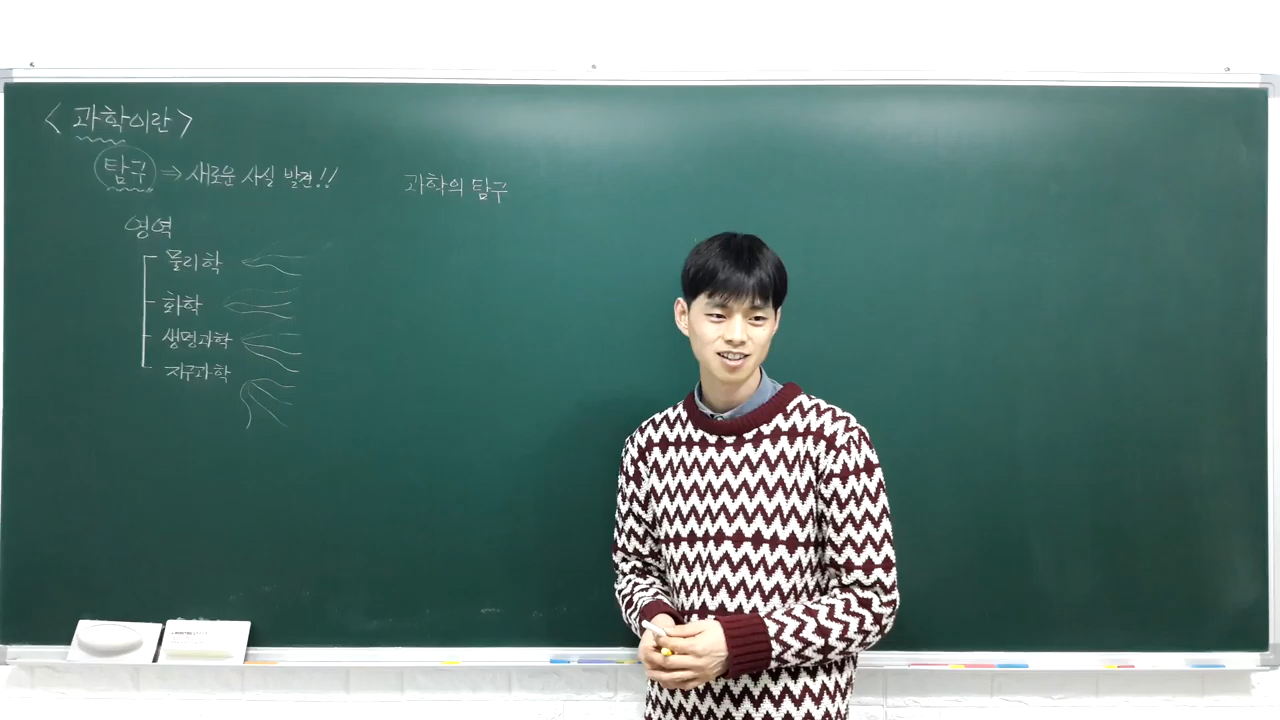 <과학이란>
탐구 ⇒ 새로운 사실 발견!!
과학의 탐구
영역
물리학
화학
생명과학
지구과학